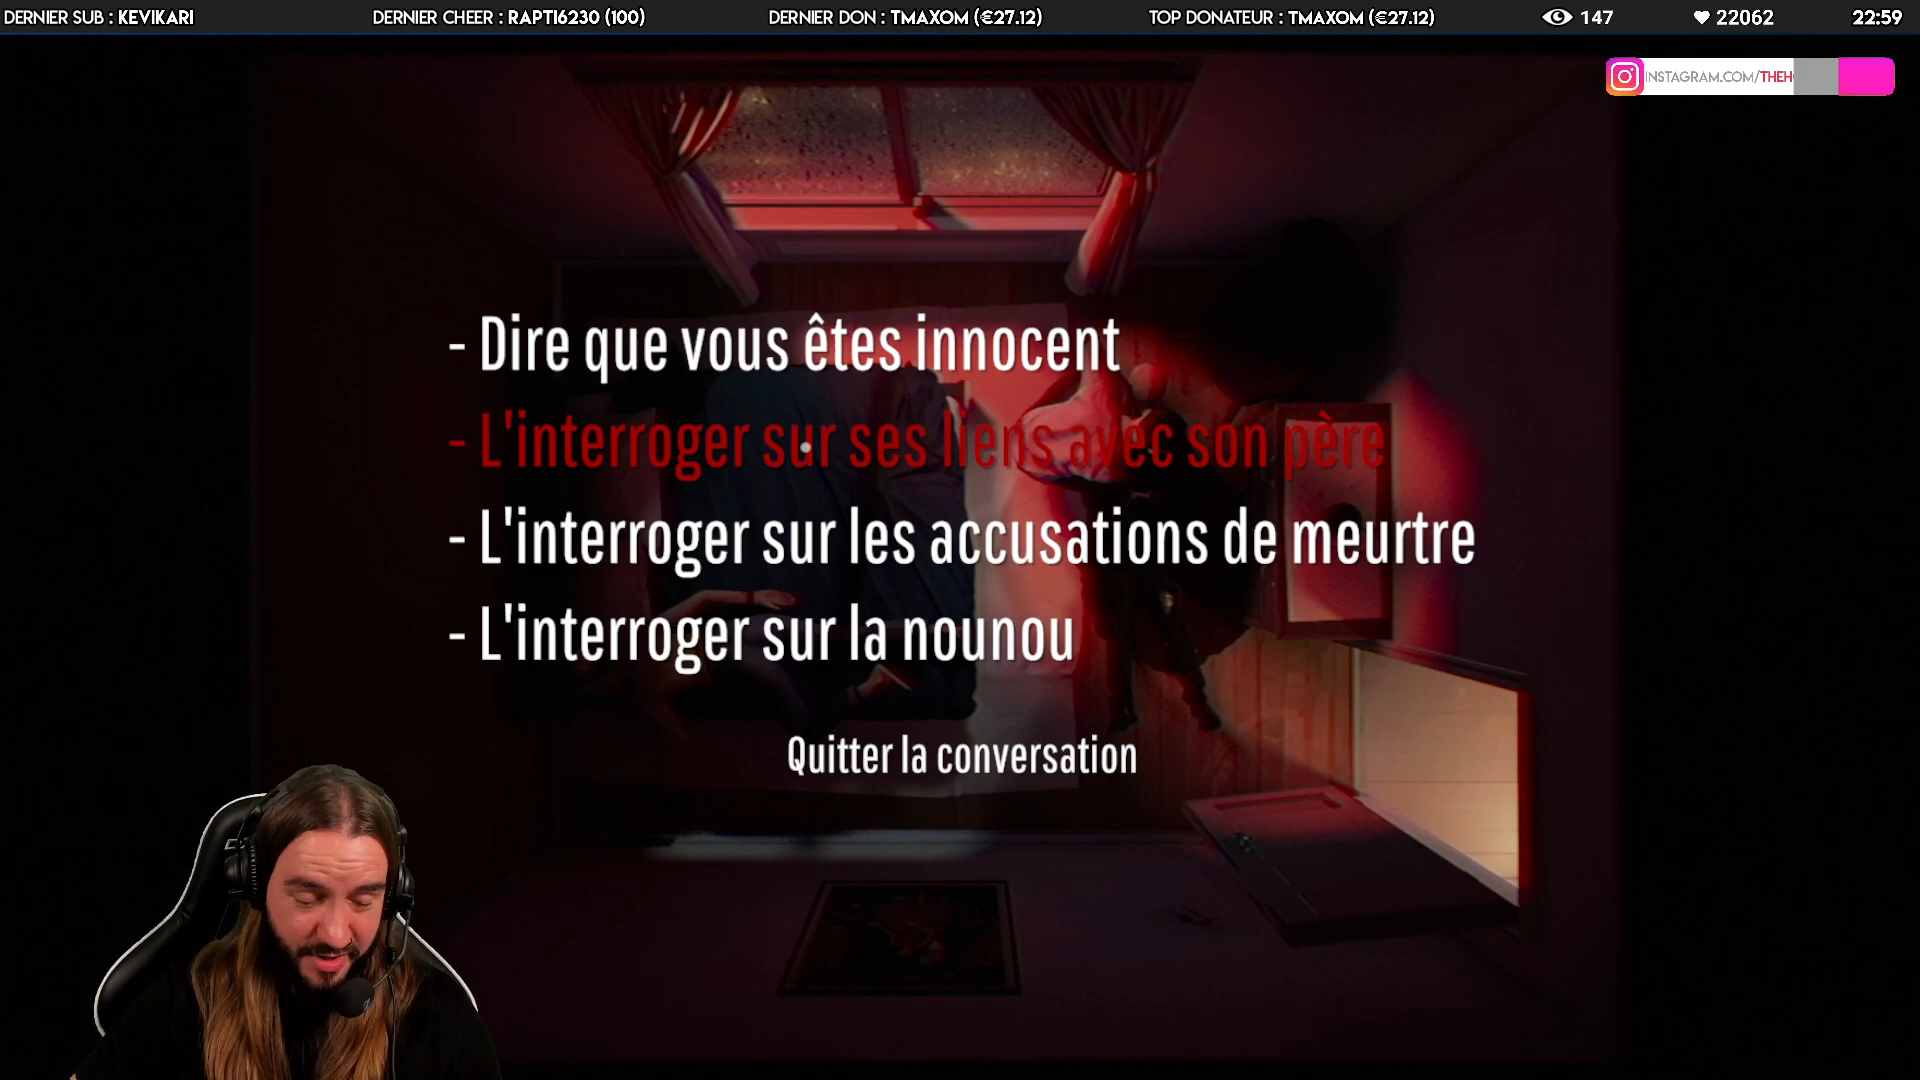 DERNIER SUB : KEVIKARI
DERNIER CHEER : RAPTI6230 (100)
DERNIER DON : TMAXOM (€27.12)
TOP DONATEUR : TMAXOM (€27.12)
147
22062
22:59
INSTAGRAM.COM/THEH
- Dire que vous êtes innocent
- L'interroger sur ses liens avec son père
- L'interroger sur les accusations de meurtre
- L'interroger sur la nounou
Quitter la conversation